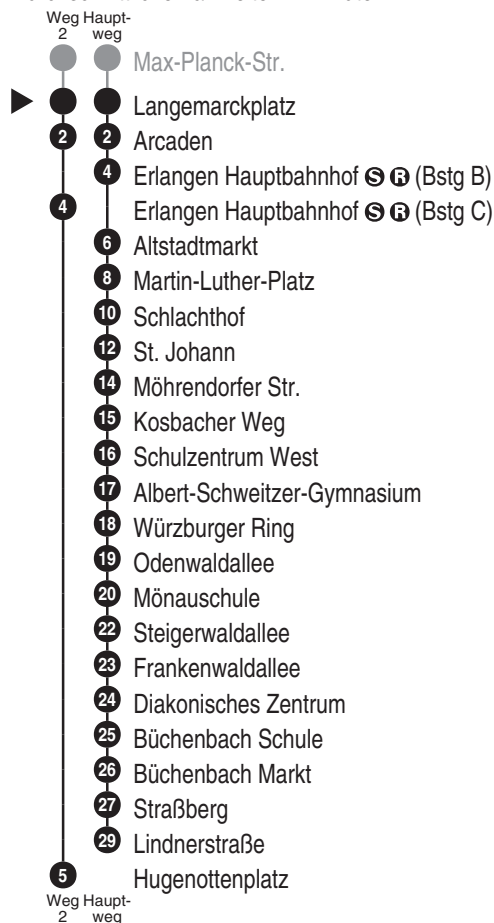 Weg Haupt-
2 weg
Max-Planck-Str.
Langemarckplatz
2 2 Arcaden
4 Erlangen Hauptbahnhof S R (Bstg B)
4 Erlangen Hauptbahnhof S R (Bstg C)
6 Altstadtmarkt
8 Martin-Luther-Platz
10 Schlachthof
12 St. Johann
14 Möhrendorfer Str.
15 Kosbacher Weg
16 Schulzentrum West
17 Albert-Schweitzer-Gymnasium
18 Würzburger Ring
19 Odenwaldallee
20 Mönauschule
22 Steigerwaldallee
23 Frankenwaldallee
24 Diakonisches Zentrum
25 Büchenbach Schule
26 Büchenbach Markt
27 Straßberg
29 Lindnerstraße
5 Hugenottenplatz
Weg Haupt-
2 weg